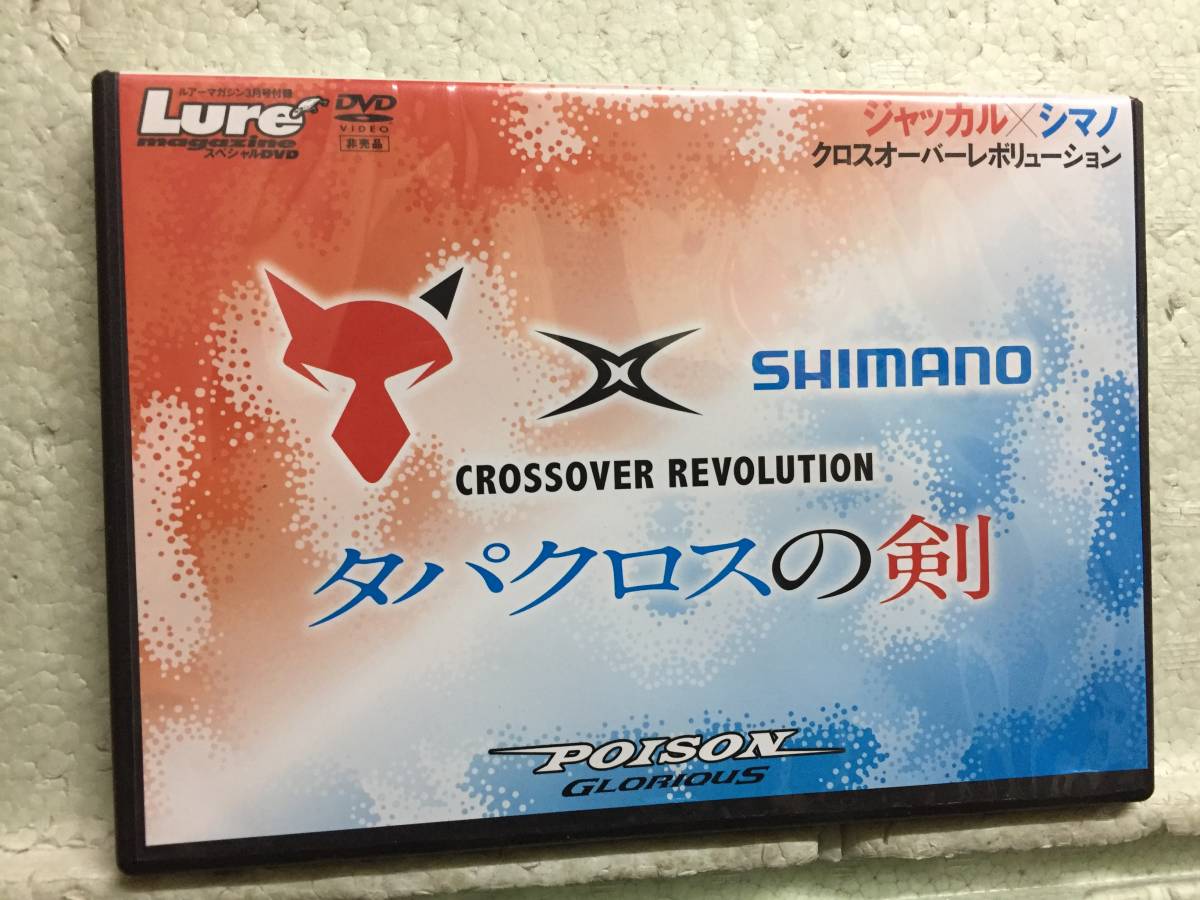 ルアーマガジン3月号付録
Lure
magazine
スペシャルDVD
DVD
VIDEO
非売品
ジャッカル×シマノ
クロスオーバーレボリューション
SHIMANO
CROSSOVER REVOLUTION
タパクロスの剣
POISON
GLORIOUS